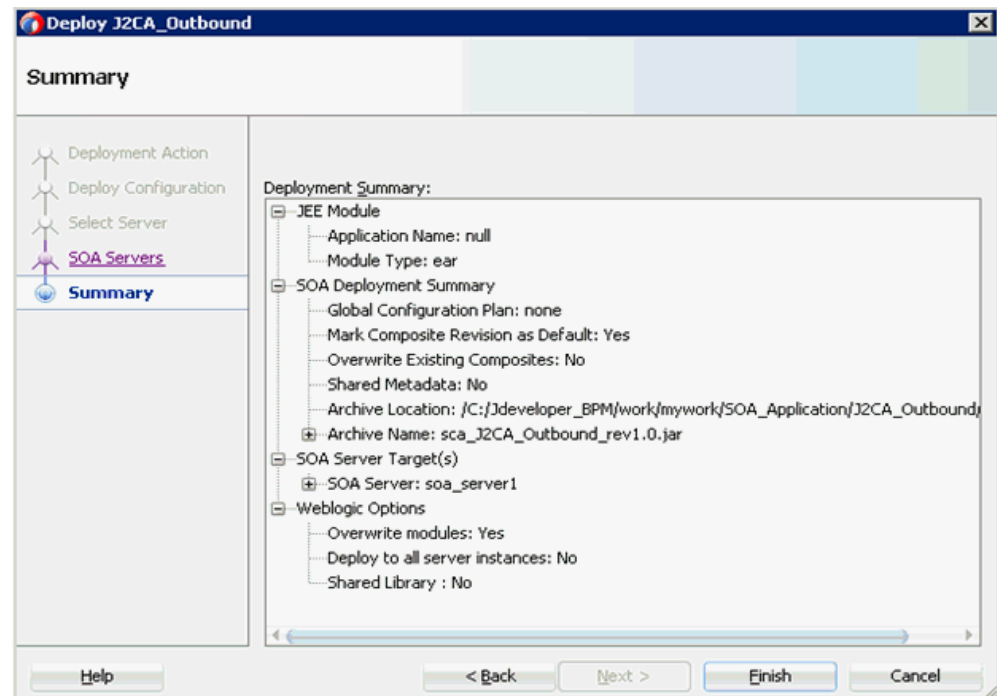 Deploy J2CA_Outbound
Summary
Deployment Action
Deploy Configuration
Select Server
SOA Servers
Summary
Deployment Summary:
JEE Module
Application Name: null
Module Type: ear
SOA Deployment Summary
Global Configuration Plan: none
Mark Composite Revision as Default: Yes
Overwrite Existing Composites: No
Shared Metadata: No
Archive Location: /C:/Jdeveloper_BPM/work/mywork/SOA_Application/J2CA_Outbound/
Archive Name: sca_J2CA_Outbound_rev1.0.jar
SOA Server Target(s)
SOA Server: soa_server1
Weblogic Options
Overwrite modules: Yes
Deploy to all server instances: No
Shared Library : No
Help
< Back
Next >
Finish
Cancel